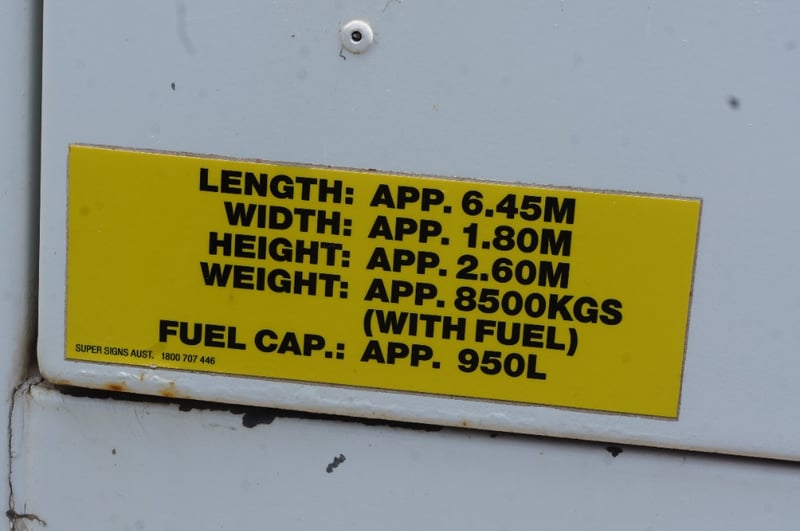 LENGTH: APP. 6.45M
WIDTH: APP. 1.80M
HEIGHT: APP. 2.60M
WEIGHT: APP. 8500KGS
(WITH FUEL)
FUEL CAP.: APP. 950L
SUPER SIGNS AUST. 1800 707 446